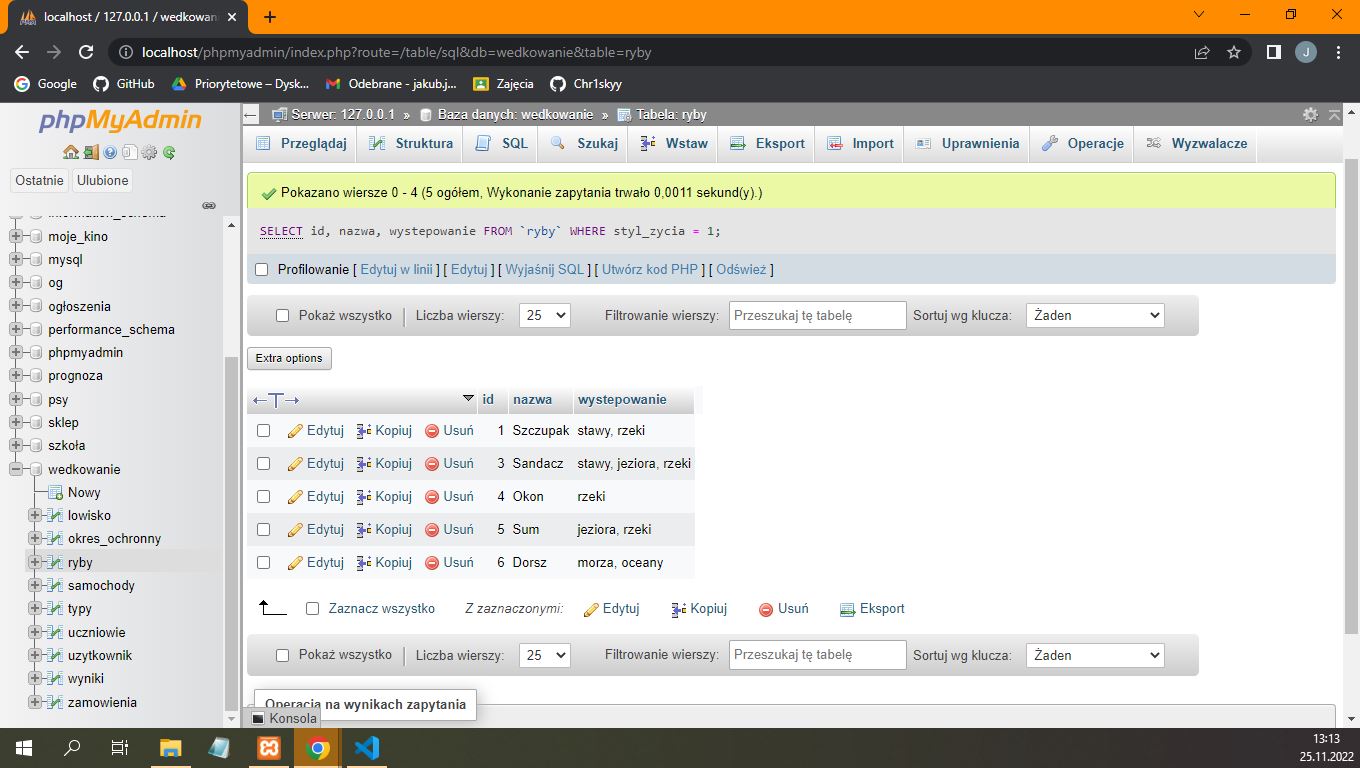 localhost / 127.0.0.1 / wedkowani
localhost/phpmyadmin/index.php?route=/table/sql&db=wedkowanie&table=ryby
J
Google GitHub Priorytetowe – Dysk... Odebrane - jakub.j... Zajęcia Chr1skyy
phpMyAdmin
Ostatnie Ulubione
information_schema
moje_kino
mysql
og
ogłoszenia
performance_schema
phpmyadmin
prognoza
psy
sklep
szkoła
wedkowanie
Nowy
lowisko
okres_ochronny
ryby
samochody
typy
uczniowie
uzytkownik
wyniki
zamowienia
Serwer: 127.0.0.1 » Baza danych: wedkowanie » Tabela: ryby
Przeglądaj Struktura SQL Szukaj Wstaw Eksport Import Uprawnienia Operacje Wyzwalacze
Pokazano wiersze 0 - 4 (5 ogółem, Wykonanie zapytania trwało 0,0011 sekund(y).)
SELECT id, nazwa, wystepowanie FROM `ryby` WHERE styl_zycia = 1;
Profilowanie [ Edytuj w linii ] [ Edytuj ] [ Wyjaśnij SQL ] [ Utwórz kod PHP ] [ Odśwież ]
Pokaż wszystko | Liczba wierszy: 25 Filtrowanie wierszy: Przeszukaj tę tabelę Sortuj wg klucza: Żaden
Extra options
←T→ id nazwa wystepowanie
Edytuj Kopiuj Usuń 1 Szczupak stawy, rzeki
Edytuj Kopiuj Usuń 3 Sandacz stawy, jeziora, rzeki
Edytuj Kopiuj Usuń 4 Okon rzeki
Edytuj Kopiuj Usuń 5 Sum jeziora, rzeki
Edytuj Kopiuj Usuń 6 Dorsz morza, oceany
Zaznacz wszystko Z zaznaczonymi: Edytuj Kopiuj Usuń Eksport
Pokaż wszystko | Liczba wierszy: 25 Filtrowanie wierszy: Przeszukaj tę tabelę Sortuj wg klucza: Żaden
Operacja na wynikach zapytania
Konsola
13:13
25.11.2022